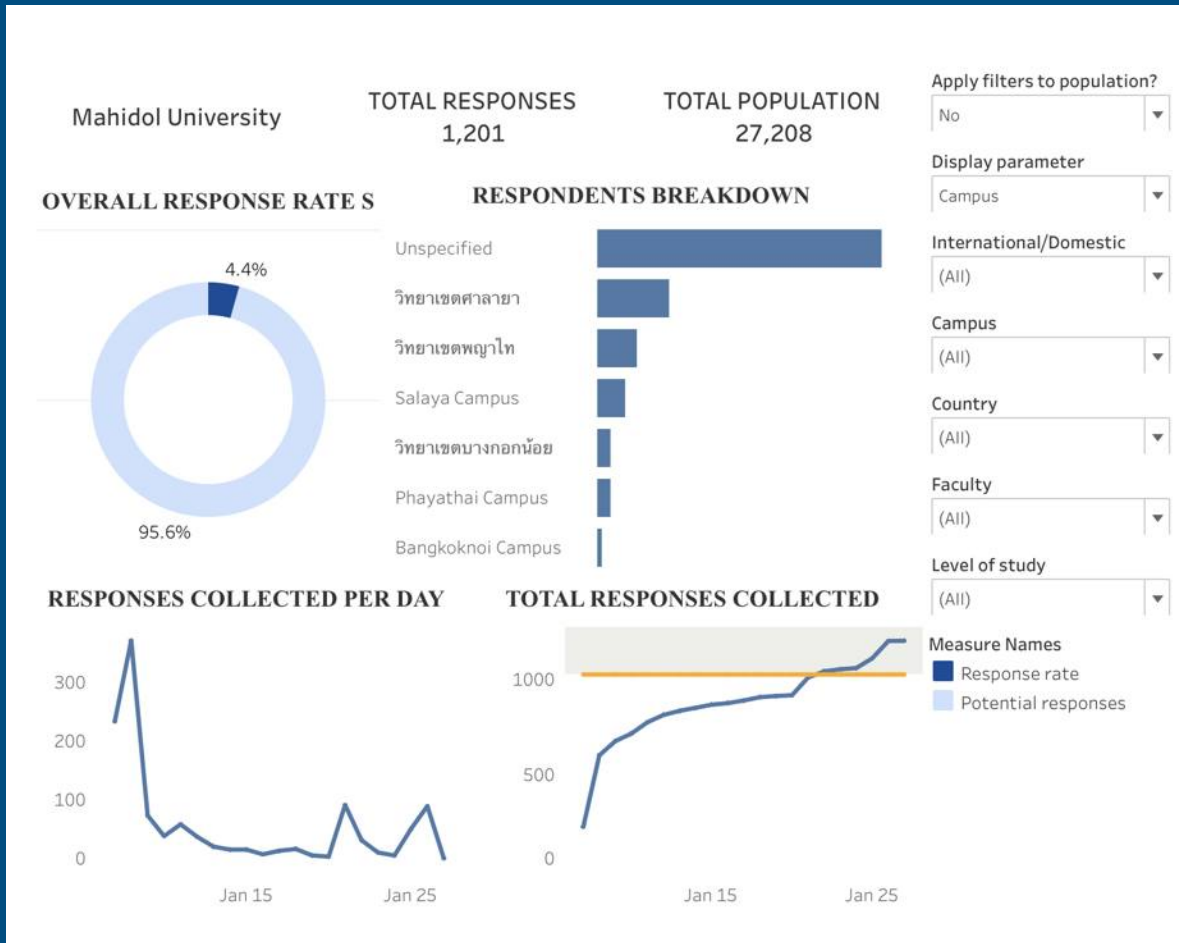 Mahidol University
TOTAL RESPONSES
1,201
TOTAL POPULATION
27,208
Apply filters to population?
No
Display parameter
Campus
International/Domestic
(All)
Campus
(All)
Country
(All)
Faculty
(All)
Level of study
(All)
Measure Names
Response rate
Potential responses
OVERALL RESPONSE RATE S
4.4%
95.6%
RESPONDENTS BREAKDOWN
Unspecified
วิทยาเขตศาลายา
วิทยาเขตพญาไท
Salaya Campus
วิทยาเขตบางกอกน้อย
Phayathai Campus
Bangkoknoi Campus
RESPONSES COLLECTED PER DAY
300
200
100
0
Jan 15
Jan 25
TOTAL RESPONSES COLLECTED
1000
500
0
Jan 15
Jan 25